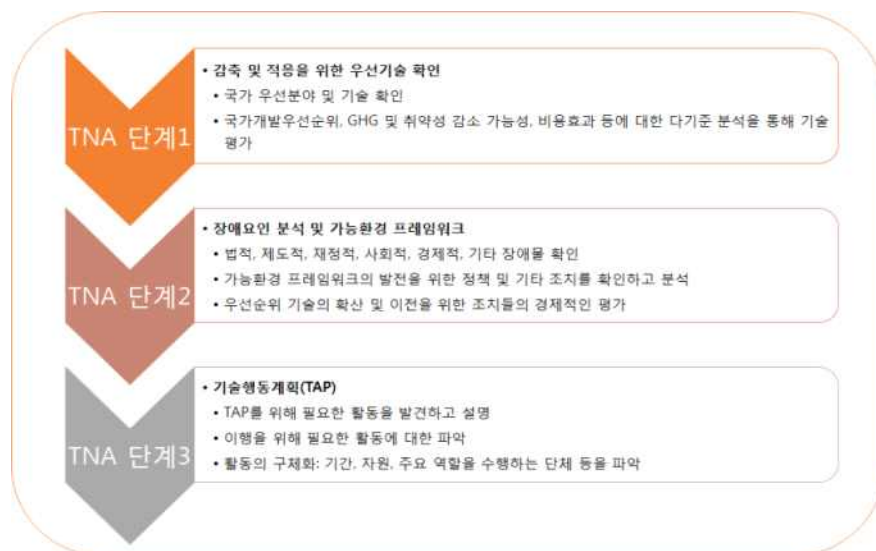 TNA 단계1
• 감축 및 적응을 위한 우선기술 확인
• 국가 우선분야 및 기술 확인
• 국가개발우선순위, GHG 및 취약성 감소 가능성, 비용효과 등에 대한 다기준 분석을 통해 기술
평가
TNA 단계2
• 장애요인 분석 및 가능환경 프레임워크
• 법적, 제도적, 재정적, 사회적, 경제적, 기타 장애물 확인
• 가능환경 프레임워크의 발전을 위한 정책 및 기타 조치를 확인하고 분석
• 우선순위 기술의 확산 및 이전을 위한 조치들의 경제적인 평가
TNA 단계3
• 기술행동계획(TAP)
• TAP를 위해 필요한 활동을 발견하고 설명
• 이행을 위해 필요한 활동에 대한 파악
• 활동의 구체화: 기간, 자원, 주요 역할을 수행하는 단체 등을 파악